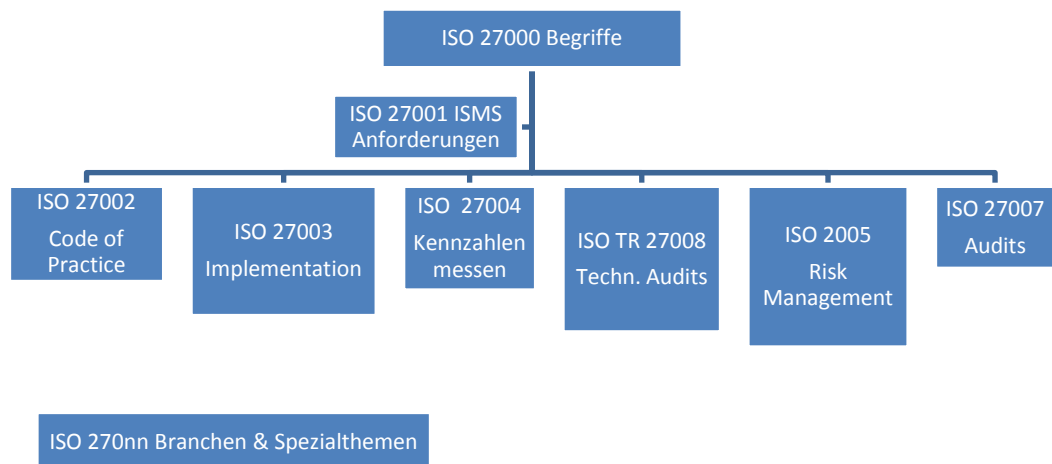 ISO 27000 Begriffe
ISO 27001 ISMS
Anforderungen
ISO 27002
Code of
Practice
ISO 27003
Implementation
ISO 27004
Kennzahlen
messen
ISO TR 27008
Techn. Audits
ISO 2005
Risk
Management
ISO 27007
Audits
ISO 270nn Branchen & Spezialthemen